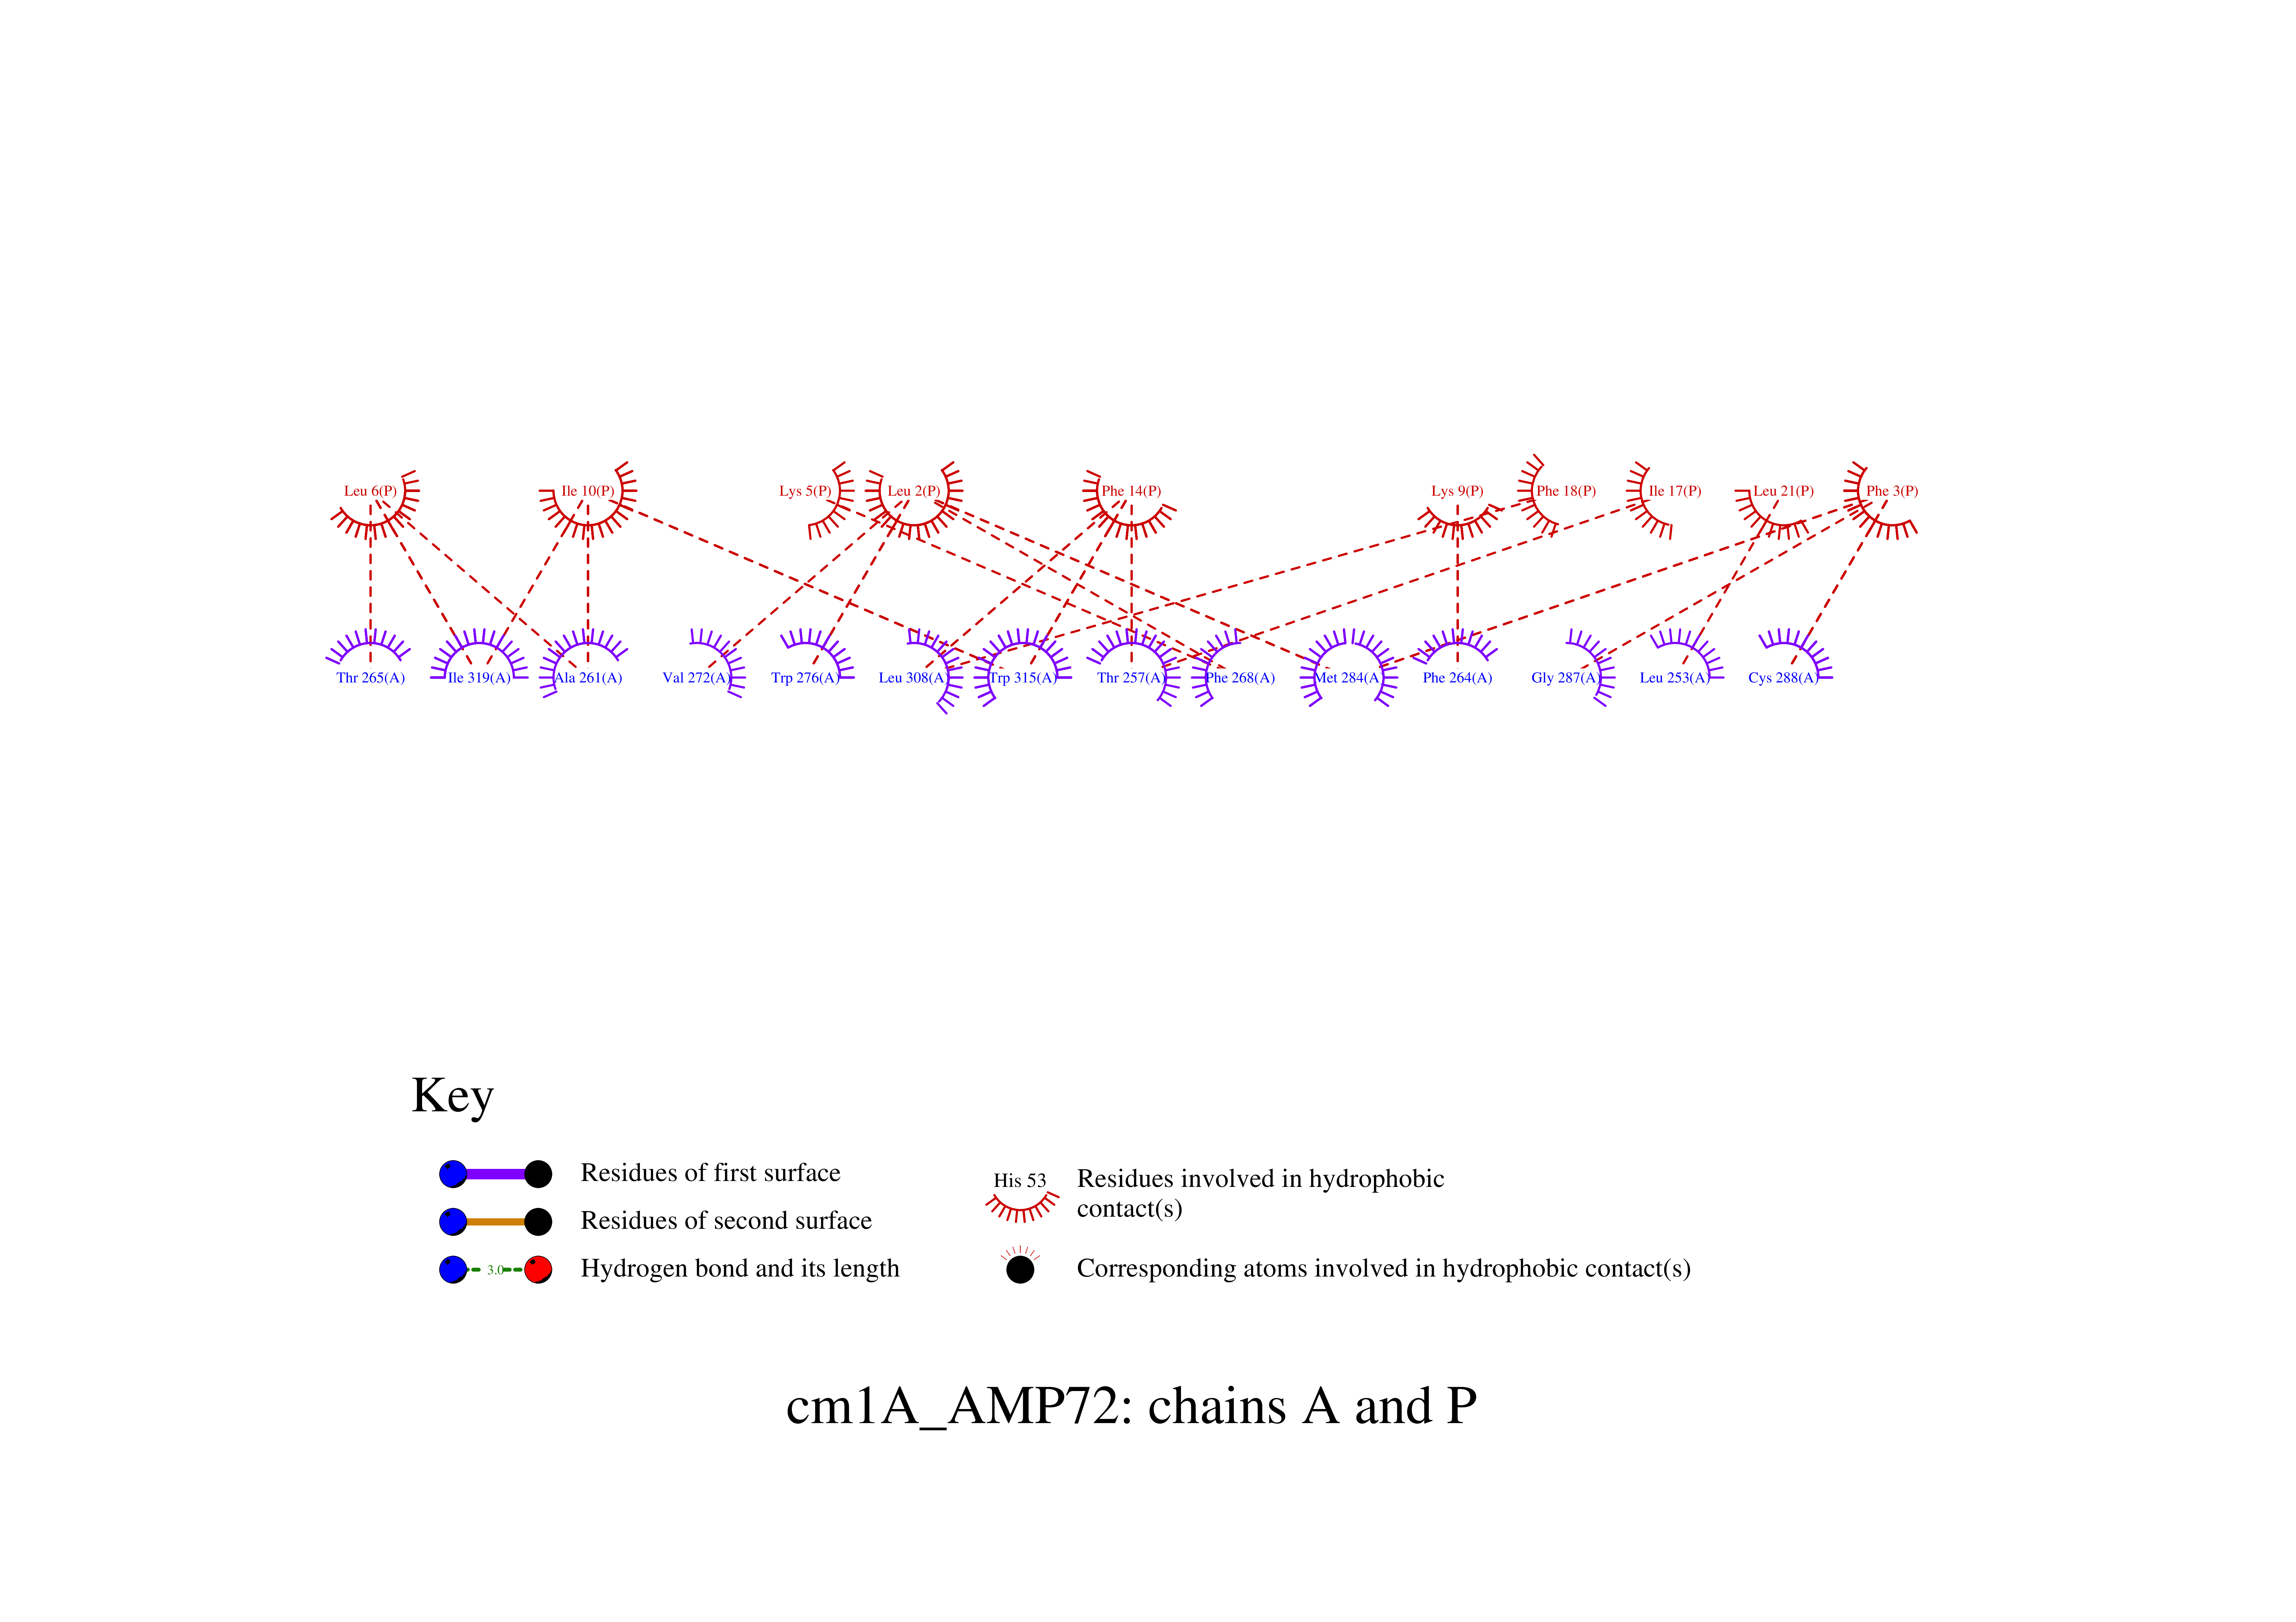 Leu 6(P) Ile 10(P) Lys 5(P) Leu 2(P) Phe 14(P) Lys 9(P) Phe 18(P) Ile 17(P) Leu 21(P) Phe 3(P)
Thr 265(A) Ile 319(A) Ala 261(A) Val 272(A) Trp 276(A) Leu 308(A) Trp 315(A) Thr 257(A) Phe 268(A) Met 284(A) Phe 264(A) Gly 287(A) Leu 253(A) Cys 288(A)
Key
Residues of first surface
Residues of second surface
3.0 Hydrogen bond and its length
His 53 Residues involved in hydrophobic
contact(s)
Corresponding atoms involved in hydrophobic contact(s)
cm1A_AMP72: chains A and P